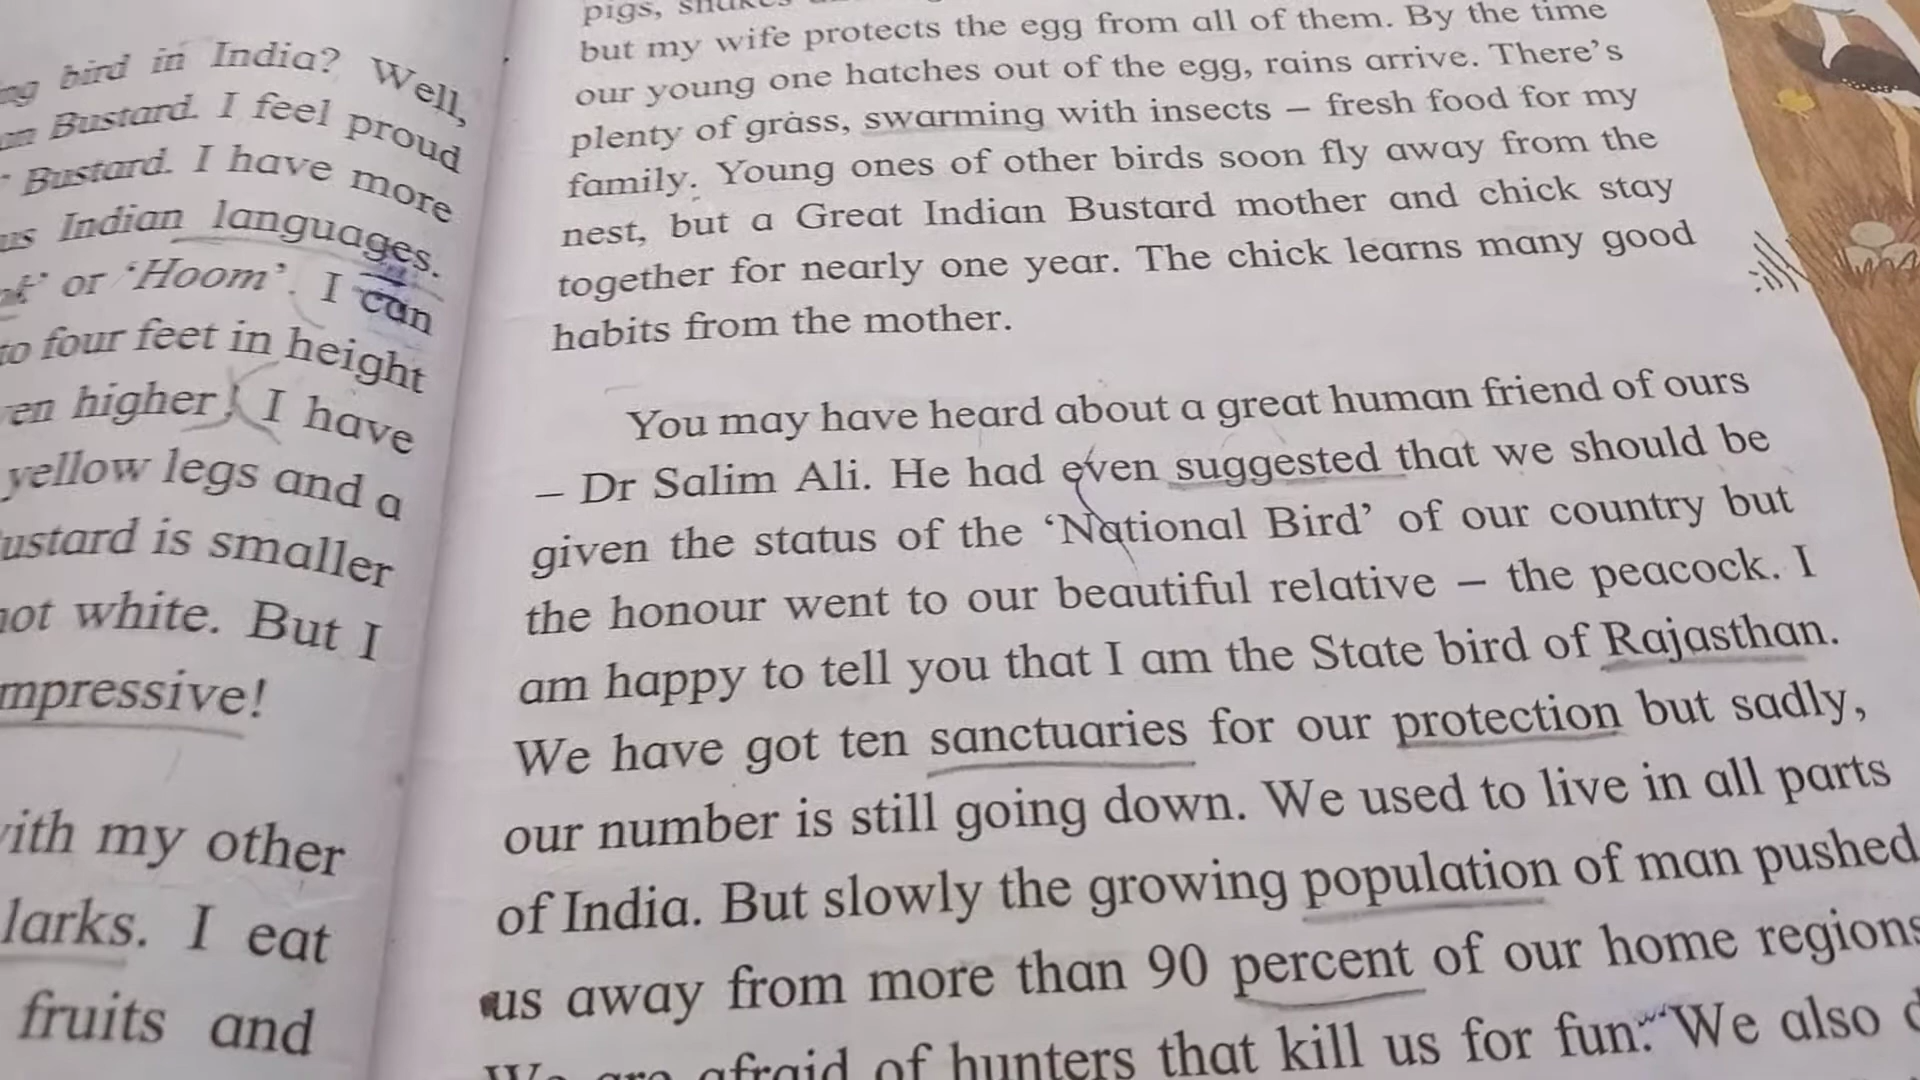 bird in India? Well,
Bustard. I feel proud
Bustard. I have more
Indian languages.
or 'Hoom'. I can
to four feet in height
higher. I have
yellow legs and a
is smaller
white. But I
with my other
larks. I eat
fruits and
pigs,
but my wife protects the egg from all of them. By the time
our young one hatches out of the egg, rains arrive. There's
plenty of grass, swarming with insects – fresh food for my
family. Young ones of other birds soon fly away from the
nest, but a Great Indian Bustard mother and chick stay
together for nearly one year. The chick learns many good
habits from the mother.
You may have heard about a great human friend of ours
– Dr Salim Ali. He had even suggested that we should be
given the status of the 'National Bird' of our country but
the honour went to our beautiful relative – the peacock. I
am happy to tell you that I am the State bird of Rajasthan.
We have got ten sanctuaries for our protection but sadly,
our number is still going down. We used to live in all parts
of India. But slowly the growing population of man pushed
us away from more than 90 percent of our home regions
We are afraid of hunters that kill us for fun. We also